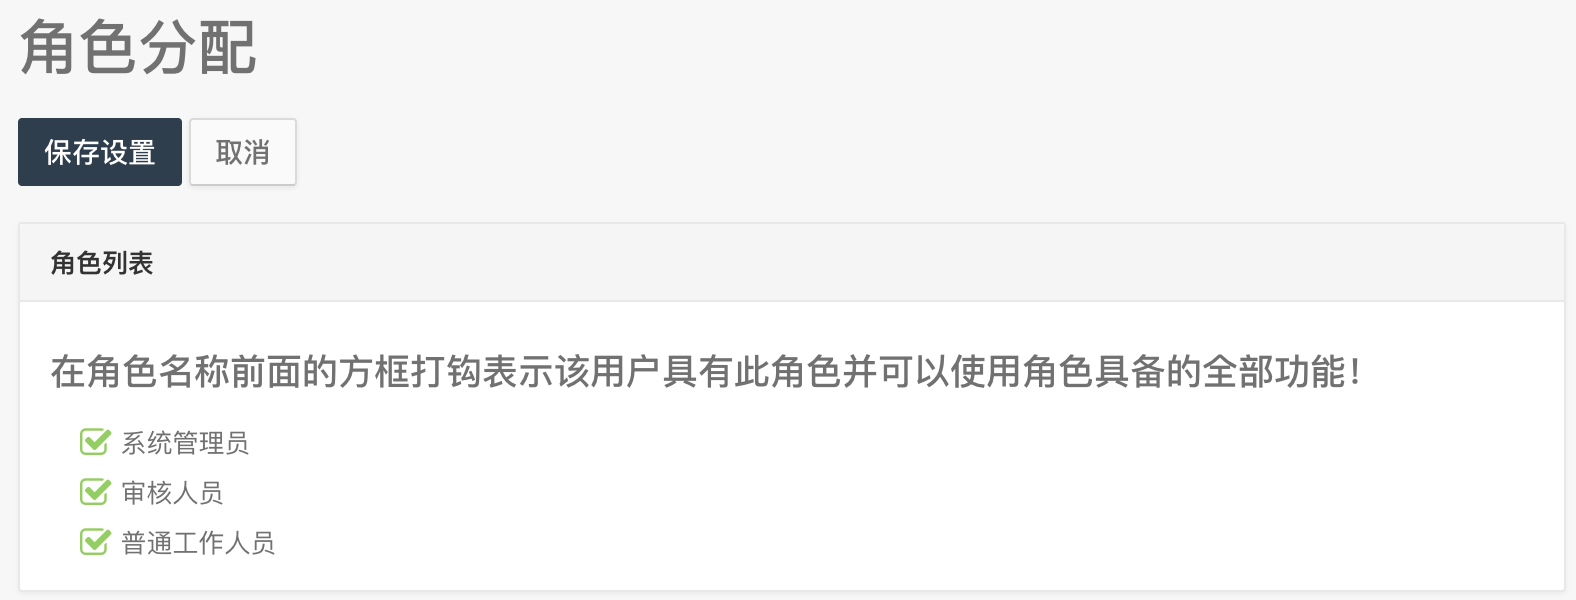 角色分配
保存设置 取消
角色列表
在角色名称前面的方框打钩表示该用户具有此角色并可以使用角色具备的全部功能！
系统管理员
审核人员
普通工作人员